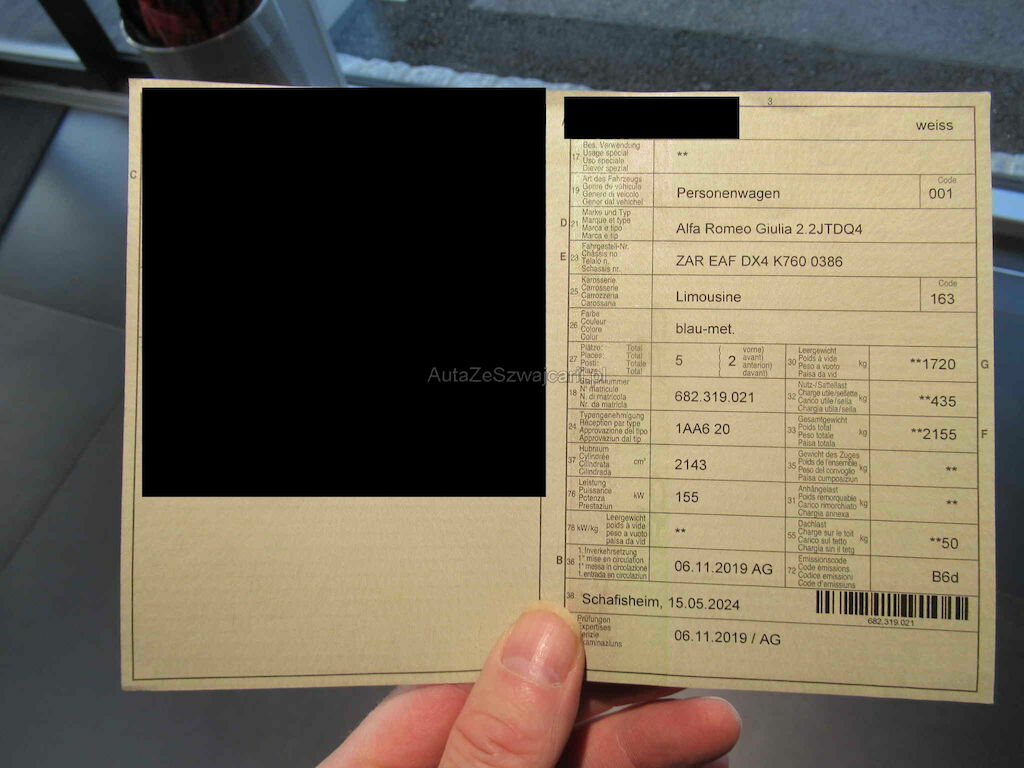 3
C
weiss
17 Bes. Verwendung
Usage spécial
Uso speciale
Diever spezial
**
19 Art des Fahrzeugs
Genre de véhicule
Genere di veicolo
Gener dal vehichel
Personenwagen
Code
001
D 21 Marke und Typ
Marque et type
Marca e tipo
Marca e tip
Alfa Romeo Giulia 2.2JTDQ4
E 23 Fahrgestell-Nr.
Châssis no
Telaio n.
Schassis nr.
ZAR EAF DX4 K760 0386
25 Karosserie
Carrosserie
Carrozzeria
Carossaria
Limousine
Code
163
26 Farbe
Couleur
Colore
Colur
blau-met.
27 Plätze: Total
Places: Total
Posti: Totale
Plazs: Total
5
2
vorne)
avant)
anteriori)
davant)
30 Leergewicht
Poids à vide
Peso a vuoto
Paisa da vid
kg
**1720
G
AutaZeSzwajcarii.pl
18 Stammnummer
N° matricule
N. di matricola
Nr. da matricla
682.319.021
32 Nutz-/Sattellast
Charge utile/sellette
Carico utile/sella
Chargia utila/sella
kg
**435
24 Typengenehmigung
Réception par type
Approvazione del tipo
Approvaziun dal tip
1AA6 20
33 Gesamtgewicht
Poids total
Peso totale
Paisa totala
kg
**2155
F
37 Hubraum
Cylindrée
Cilindrata
Cilindrada
cm³
2143
35 Gewicht des Zuges
Poids de l'ensemble
Peso del convoglio
Paisa cumposiziun
kg
**
76 Leistung
Puissance
Potenza
Prestaziun
kW
155
31 Anhängelast
Poids remorquable
Carico rimorchiato
Chargia annexa
kg
**
78 kW/kg
Leergewicht
poids à vide
peso a vuoto
paisa da vid
**
55 Dachlast
Charge sur le toit
Carico sul tetto
Chargia sin il tetg
kg
**50
B 36 1. Inverkehrsetzung
1re mise en circulation
1a messa in circolazione
1. entrada en circulaziun
06.11.2019 AG
72 Emissionscode
Code émissions
Codice emissioni
Code d'emissiuns
B6d
38 Schafisheim, 15.05.2024
682.319.021
Prüfungen
Expertises
06.11.2019 / AG